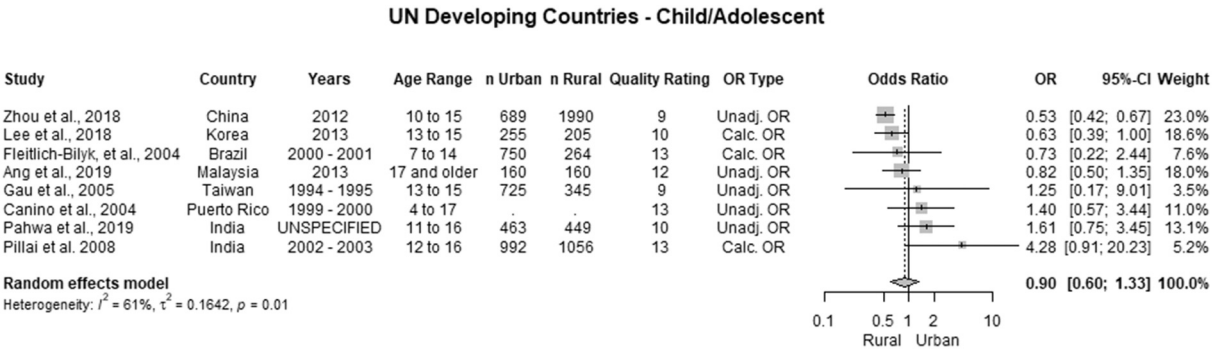 UN Developing Countries - Child/Adolescent
Study Country Years Age Range n Urban n Rural Quality Rating OR Type Odds Ratio OR 95%-CI Weight
Zhou et al., 2018 China 2012 10 to 15 689 1990 9 Unadj. OR 0.53 [0.42; 0.67] 23.0%
Lee et al., 2018 Korea 2013 13 to 15 255 205 10 Calc. OR 0.63 [0.39; 1.00] 18.6%
Fleitlich-Bilyk, et al., 2004 Brazil 2000 - 2001 7 to 14 750 264 13 Calc. OR 0.73 [0.22; 2.44] 7.6%
Ang et al., 2019 Malaysia 2013 17 and older 160 160 12 Unadj. OR 0.82 [0.50; 1.35] 18.0%
Gau et al., 2005 Taiwan 1994 - 1995 13 to 15 725 345 9 Unadj. OR 1.25 [0.17; 9.01] 3.5%
Canino et al., 2004 Puerto Rico 1999 - 2000 4 to 17 . . 13 Unadj. OR 1.40 [0.57; 3.44] 11.0%
Pahwa et al., 2019 India UNSPECIFIED 11 to 16 463 449 10 Unadj. OR 1.61 [0.75; 3.45] 13.1%
Pillai et al. 2008 India 2002 - 2003 12 to 16 992 1056 13 Calc. OR 4.28 [0.91; 20.23] 5.2%
Random effects model 0.90 [0.60; 1.33] 100.0%
Heterogeneity: I² = 61%, τ² = 0.1642, p = 0.01
0.1 0.5 1 2 10
Rural Urban